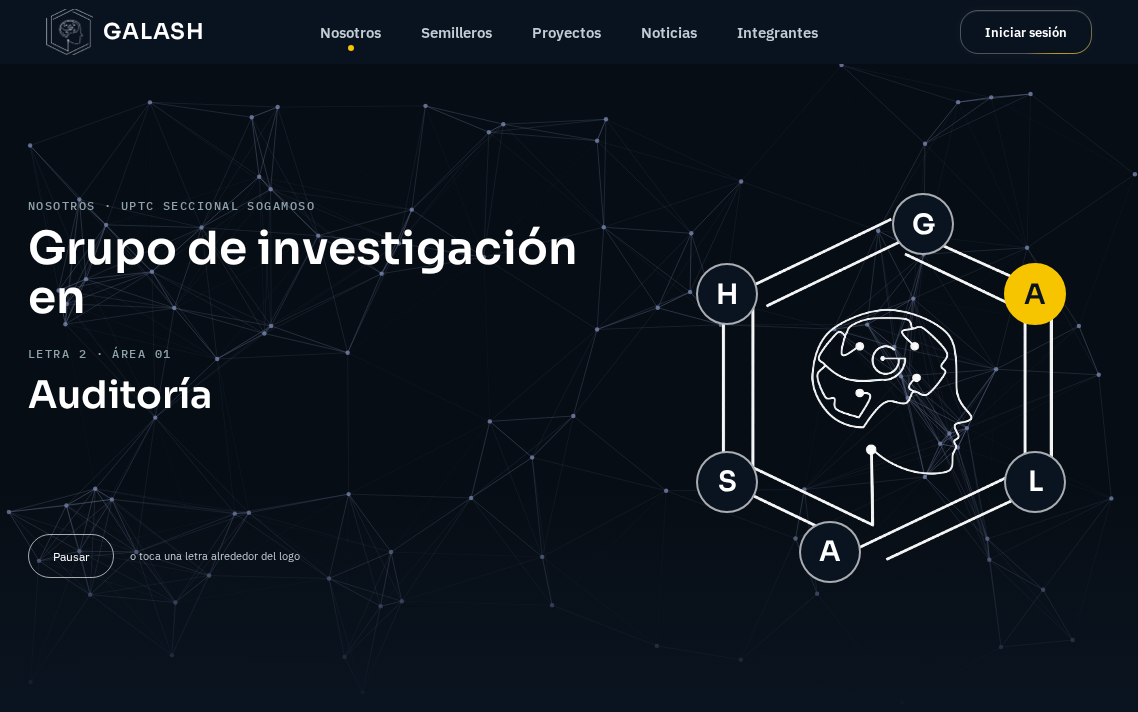 GALASH
Nosotros
Semilleros
Proyectos
Noticias
Integrantes
Iniciar sesión
NOSOTROS · UPTC SECCIONAL SOGAMOSO
Grupo de investigación
en
LETRA 2 · ÁREA 01
Auditoría
Pausar
o toca una letra alrededor del logo
G
A
L
A
S
H